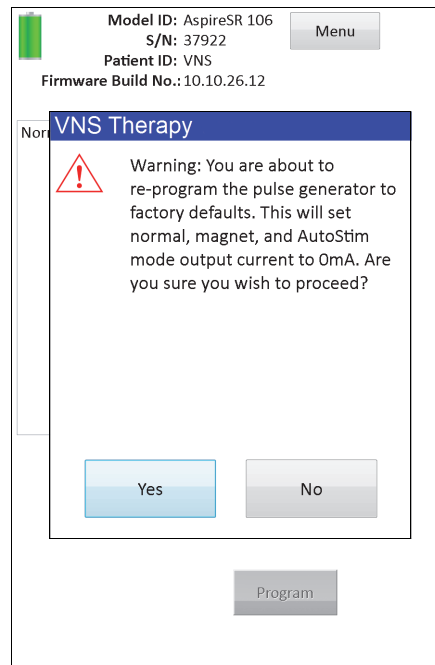 Model ID: AspireSR 106
Menu
S/N: 37922
Patient ID: VNS
Firmware Build No.: 10.10.26.12
Nor
VNS Therapy
Warning: You are about to
re-program the pulse generator to
factory defaults. This will set
normal, magnet, and AutoStim
mode output current to 0mA. Are
you sure you wish to proceed?
Yes
No
Program